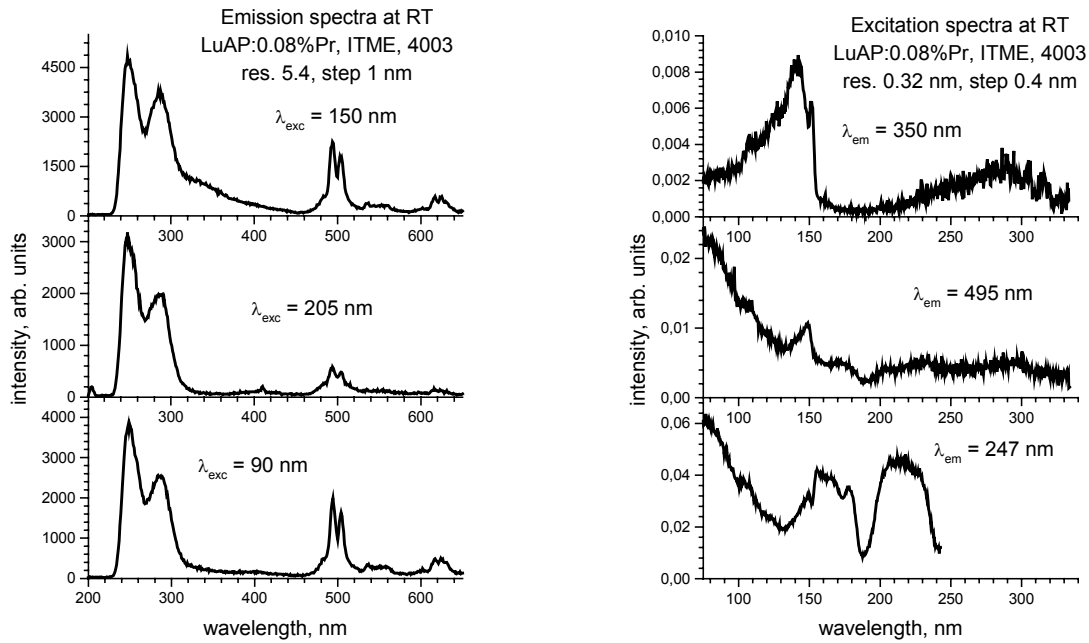 Emission spectra at RT
LuAP:0.08%Pr, ITME, 4003
res. 5.4, step 1 nm
λexc = 150 nm
4500
3000
1500
0
300 400 500 600
λexc = 205 nm
3000
2000
1000
0
λexc = 90 nm
4000
3000
2000
1000
0
200 300 400 500 600
wavelength, nm
intensity, arb. units
Excitation spectra at RT
LuAP:0.08%Pr, ITME, 4003
res. 0.32 nm, step 0.4 nm
λem = 350 nm
0,010
0,008
0,006
0,004
0,002
0,000
100 150 200 250 300
λem = 495 nm
0,02
0,01
0,00
100 150 200 250 300
λem = 247 nm
0,06
0,04
0,02
0,00
100 150 200 250 300
wavelength, nm
intensity, arb. units